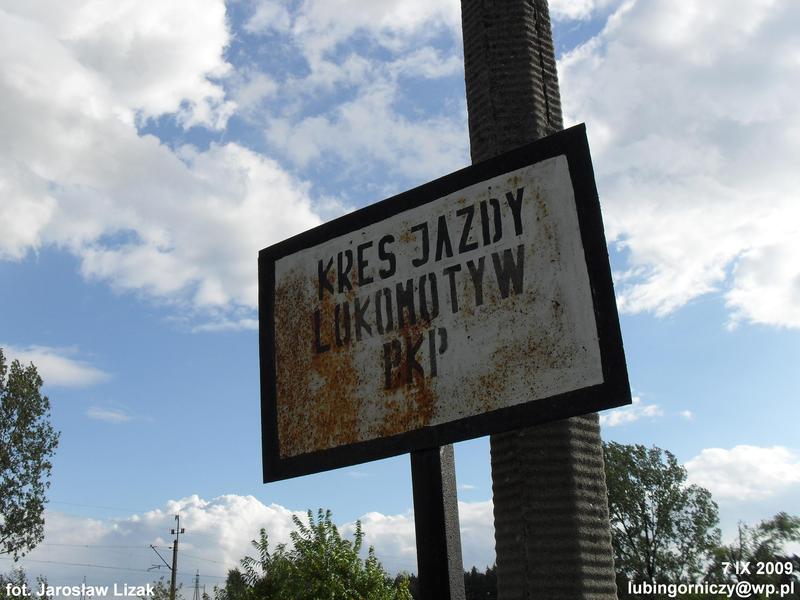 KRES JAZDY
LOKOMOTYW
PKP
7 IX 2009
fot. Jarosław Lizak
lubingorniczy@wp.pl